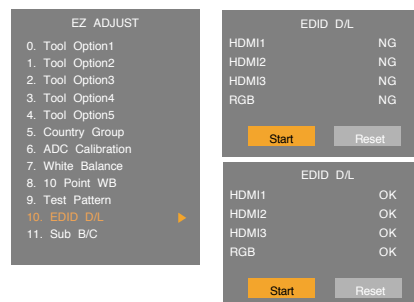 EZ ADJUST
0. Tool Option1
1. Tool Option2
2. Tool Option3
3. Tool Option4
4. Tool Option5
5. Country Group
6. ADC Calibration
7. White Balance
8. 10 Point WB
9. Test Pattern
10. EDID D/L
11. Sub B/C
EDID D/L
HDMI1 NG
HDMI2 NG
HDMI3 NG
RGB NG
Start Reset
EDID D/L
HDMI1 OK
HDMI2 OK
HDMI3 OK
RGB OK
Start Reset